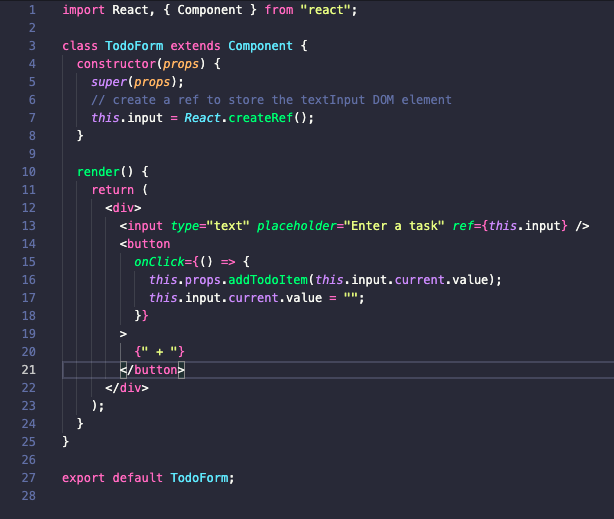 1 import React, { Component } from "react";
2
3 class TodoForm extends Component {
4   constructor(props) {
5     super(props);
6     // create a ref to store the textInput DOM element
7     this.input = React.createRef();
8   }
9
10   render() {
11     return (
12       <div>
13         <input type="text" placeholder="Enter a task" ref={this.input} />
14         <button
15           onClick={() => {
16             this.props.addTodoItem(this.input.current.value);
17             this.input.current.value = "";
18           }}
19         >
20           {" + "}
21         </button>
22       </div>
23     );
24   }
25 }
26
27 export default TodoForm;
28